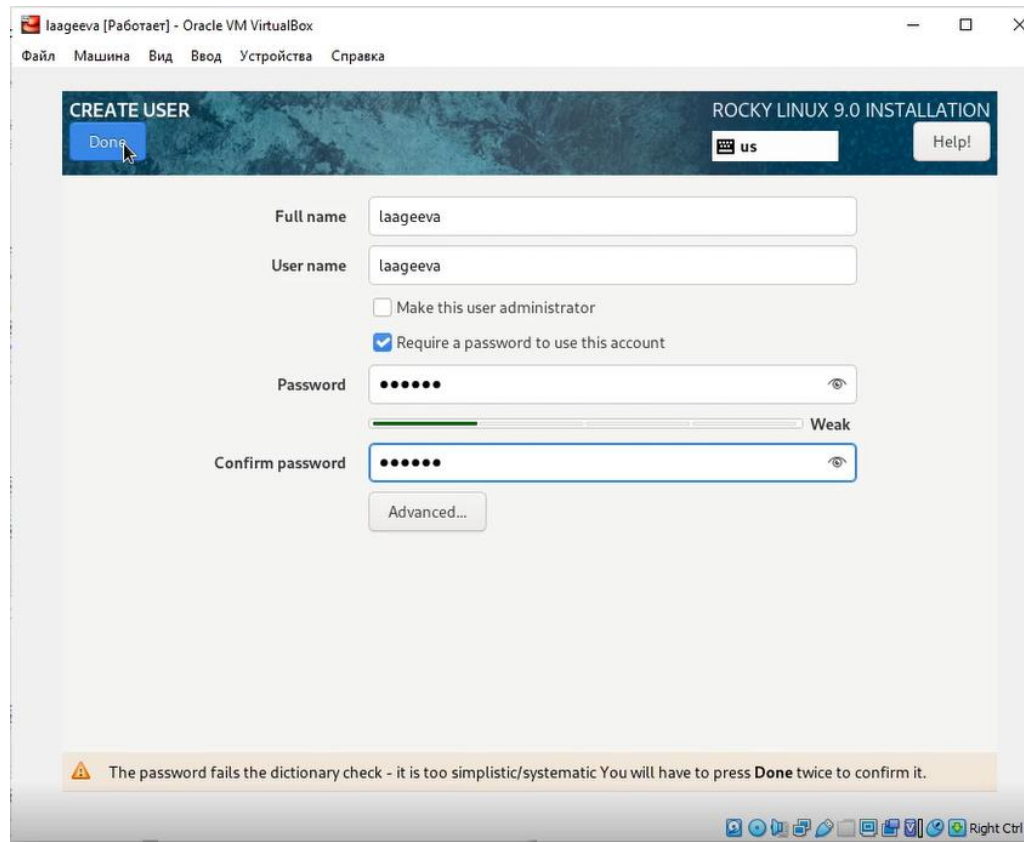 laageeva [Работает] - Oracle VM VirtualBox
Файл Машина Вид Ввод Устройства Справка
CREATE USER
ROCKY LINUX 9.0 INSTALLATION
Done
us
Help!
Full name
laageeva
User name
laageeva
Make this user administrator
Require a password to use this account
Password
••••••
Weak
Confirm password
••••••
Advanced...
The password fails the dictionary check - it is too simplistic/systematic You will have to press Done twice to confirm it.
Right Ctrl